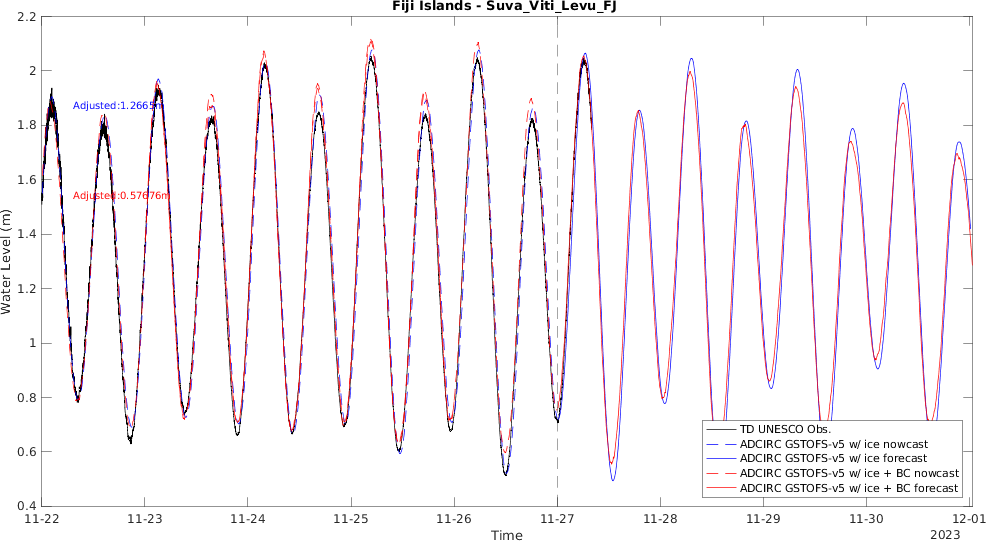 Fiji Islands - Suva_Viti_Levu_FJ
2.2
2
1.8
1.6
1.4
1.2
1
0.8
0.6
0.4
Water Level (m)
Adjusted:1.2665m
Adjusted:0.57676m
TD UNESCO Obs.
ADCIRC GSTOFS-v5 w/ ice nowcast
ADCIRC GSTOFS-v5 w/ ice forecast
ADCIRC GSTOFS-v5 w/ ice + BC nowcast
ADCIRC GSTOFS-v5 w/ ice + BC forecast
11-22 11-23 11-24 11-25 11-26 11-27 11-28 11-29 11-30 12-01
Time
2023